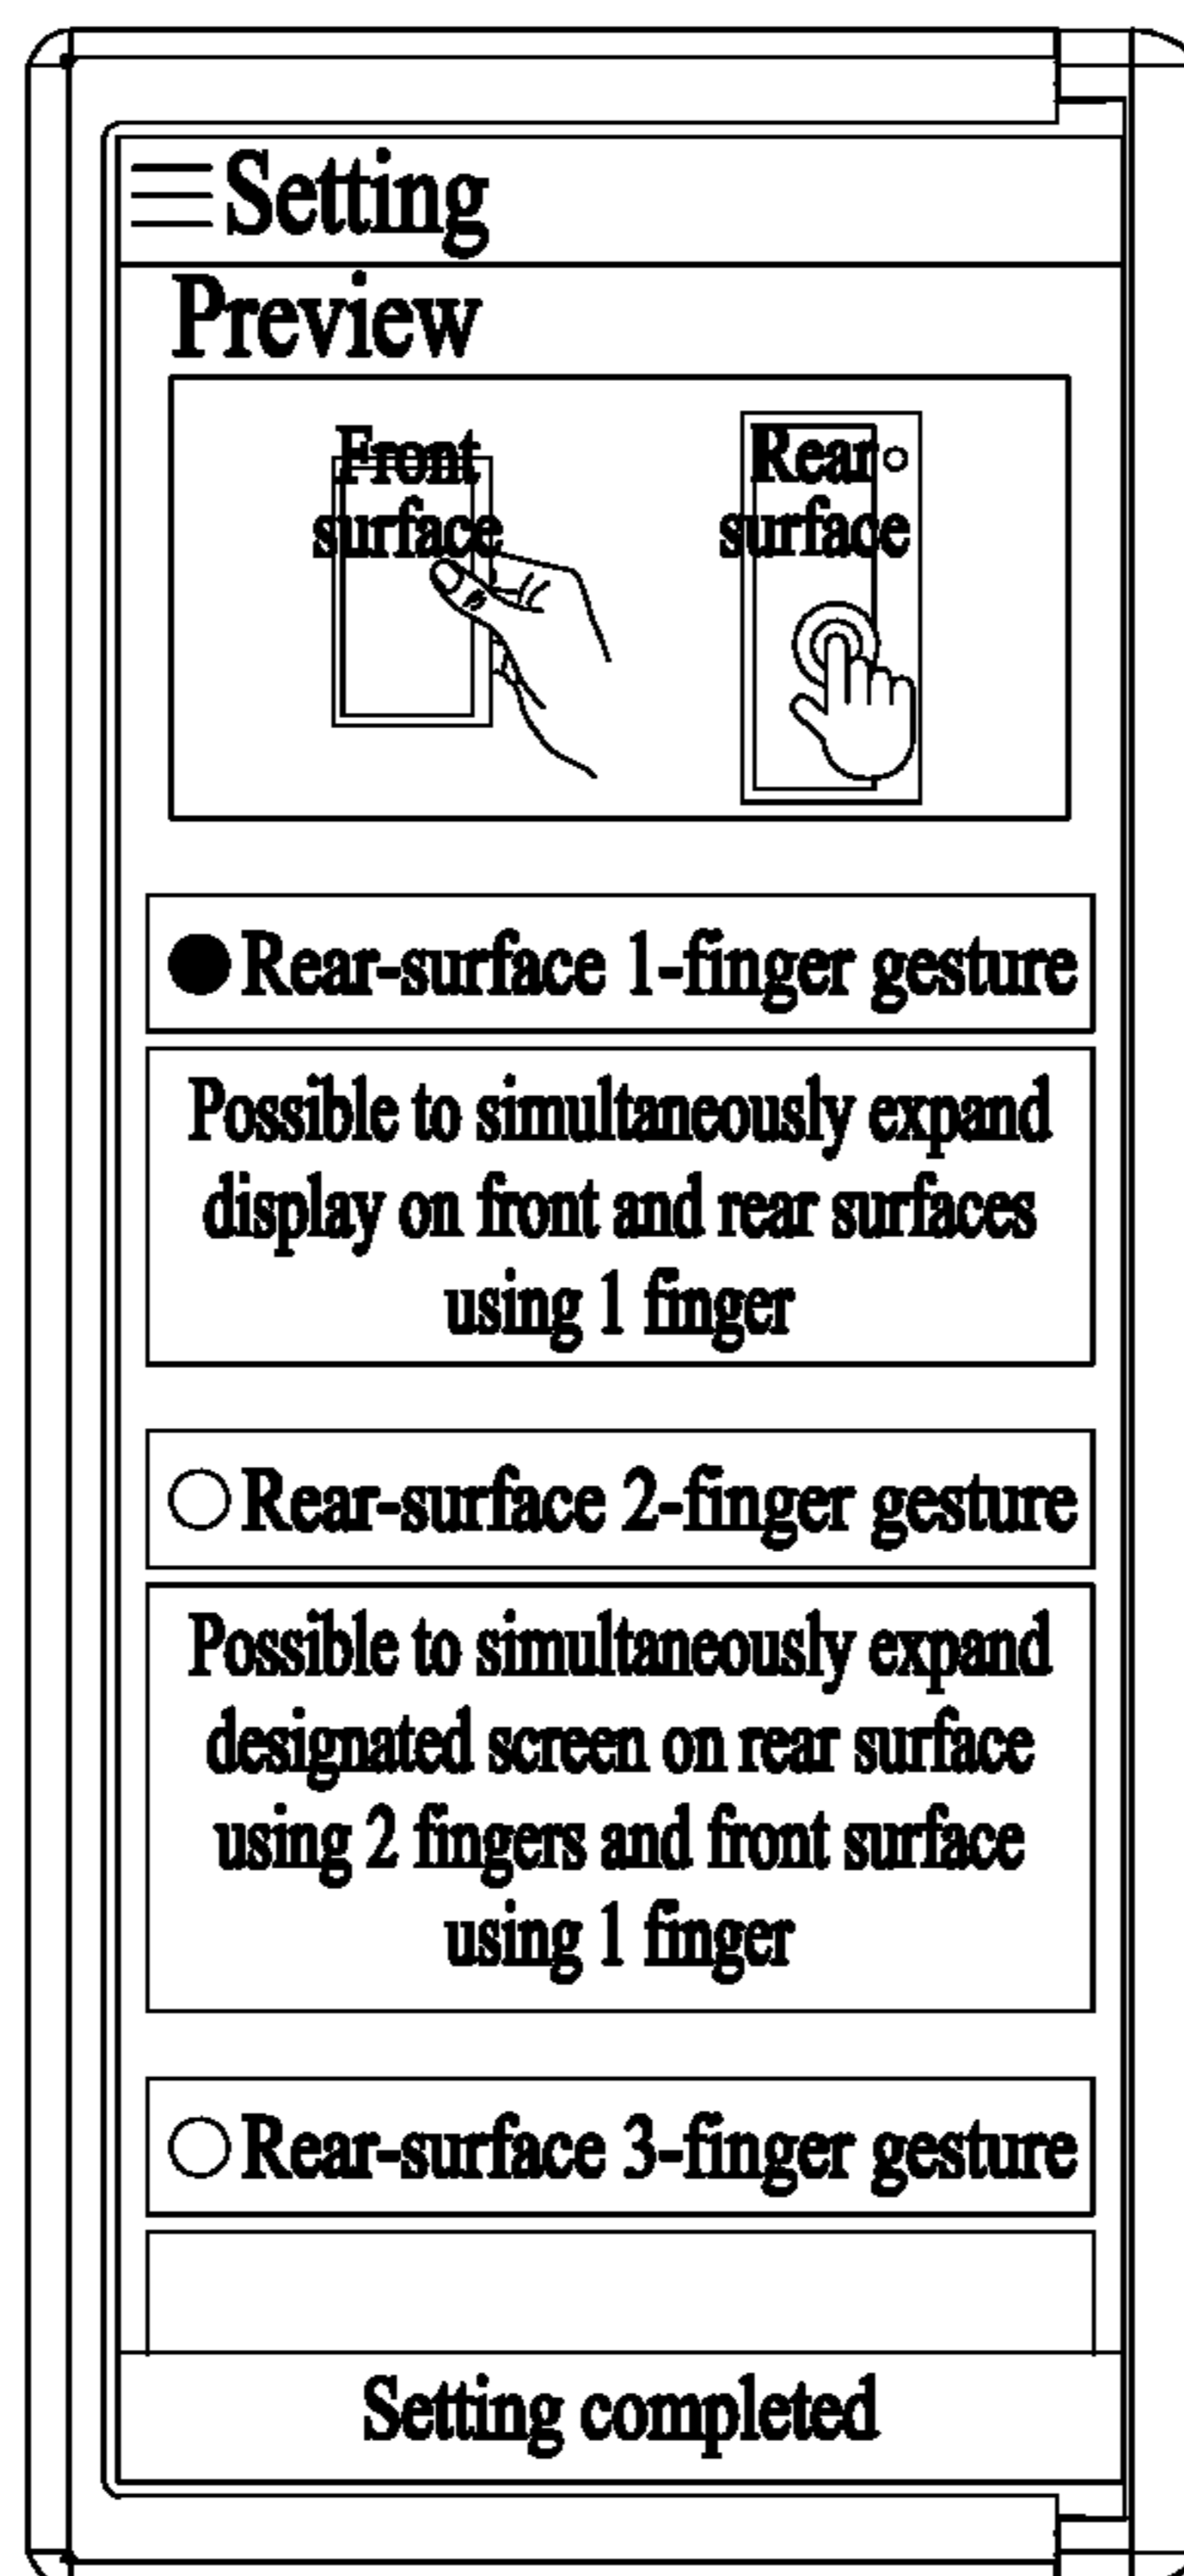 Setting
Preview
Front
surface
Rear
surface
Rear-surface 1-finger gesture
Possible to simultaneously expand
display on front and rear surfaces
using 1 finger
Rear-surface 2-finger gesture
Possible to simultaneously expand
designated screen on rear surface
using 2 fingers and front surface
using 1 finger
Rear-surface 3-finger gesture
Setting completed